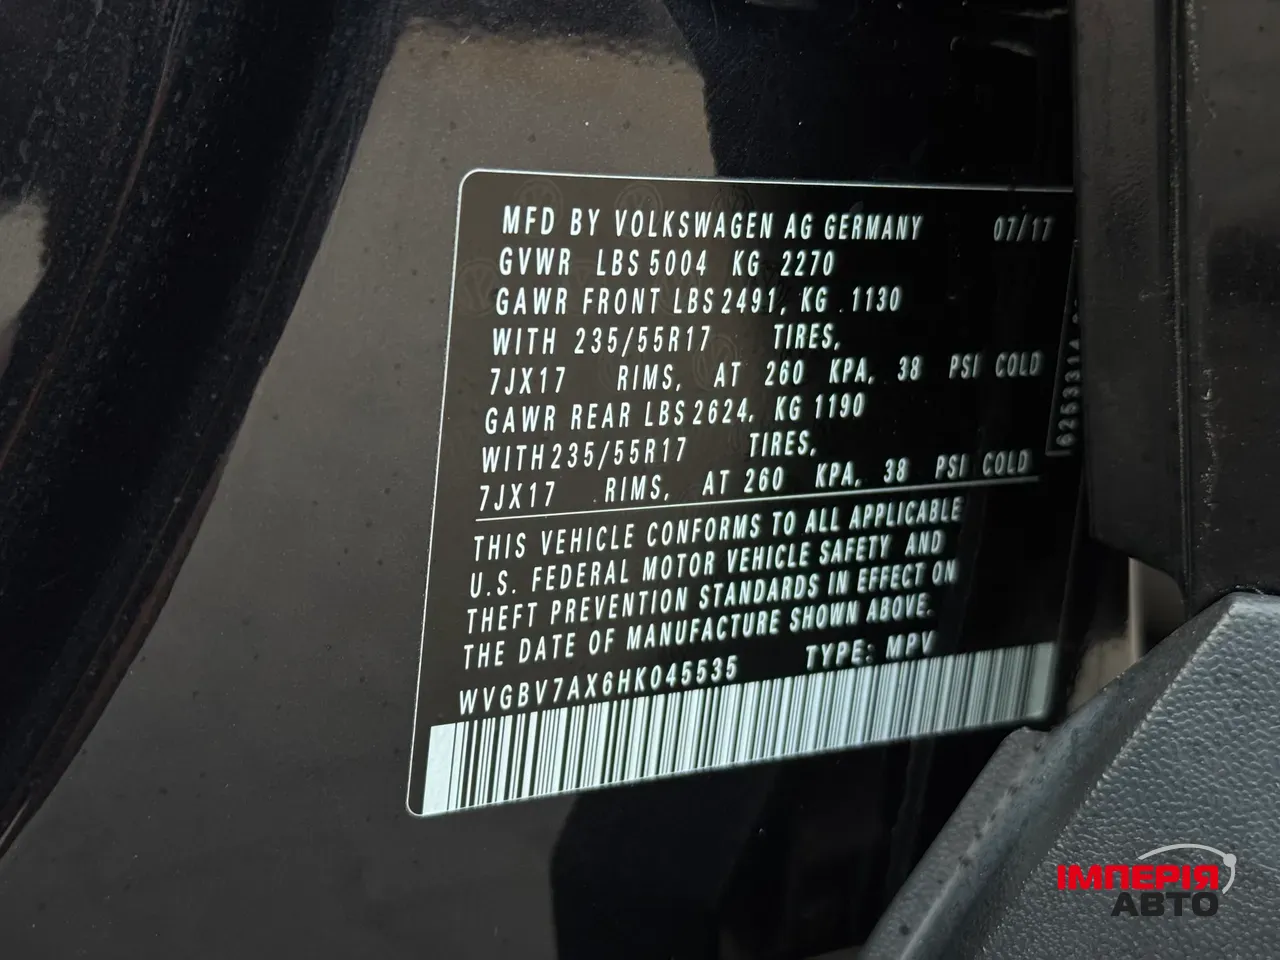 MFD BY VOLKSWAGEN AG GERMANY 07/17
GVWR LBS 5004 KG 2270
GAWR FRONT LBS 2491, KG 1130
WITH 235/55R17 TIRES,
7JX17 RIMS, AT 260 KPA, 38 PSI COLD
GAWR REAR LBS 2624, KG 1190
WITH 235/55R17 TIRES,
7JX17 RIMS, AT 260 KPA, 38 PSI COLD
THIS VEHICLE CONFORMS TO ALL APPLICABLE
U.S. FEDERAL MOTOR VEHICLE SAFETY AND
THEFT PREVENTION STANDARDS IN EFFECT ON
THE DATE OF MANUFACTURE SHOWN ABOVE.
WVGBV7AX6HK045535 TYPE: MPV
ІМПЕРІЯ
АВТО